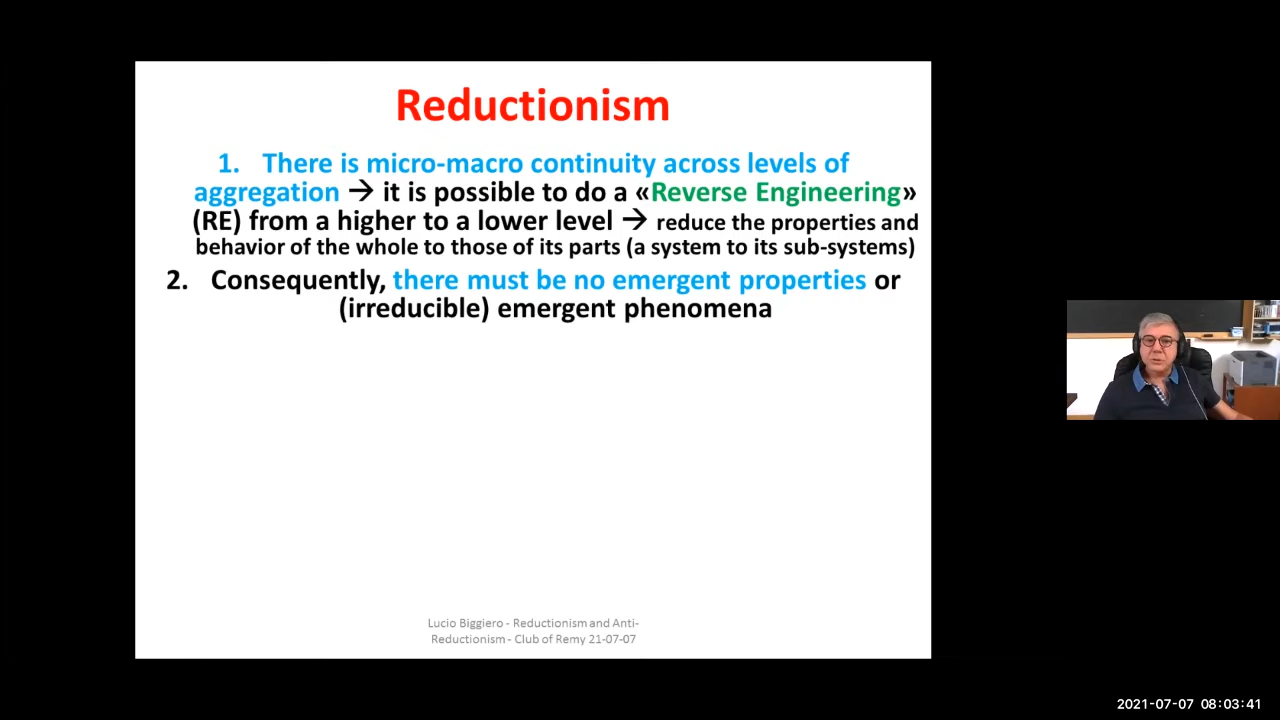 Reductionism
1. There is micro-macro continuity across levels of
aggregation → it is possible to do a «Reverse Engineering»
(RE) from a higher to a lower level → reduce the properties and
behavior of the whole to those of its parts (a system to its sub-systems)
2. Consequently, there must be no emergent properties or
(irreducible) emergent phenomena
Lucio Biggiero - Reductionism and Anti-
Reductionism - Club of Remy 21-07-07
2021-07-07 08:03:41